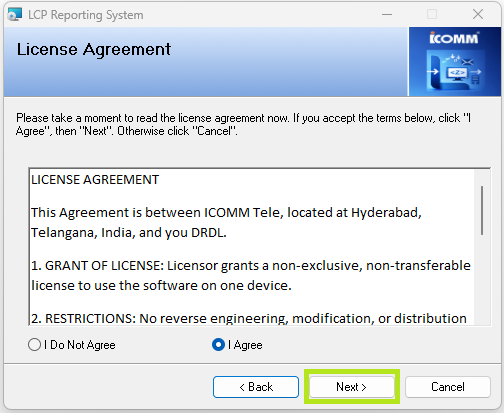 LCP Reporting System
License Agreement
iCOMM
</>
Please take a moment to read the license agreement now. If you accept the terms below, click "I
Agree", then "Next". Otherwise click "Cancel".
LICENSE AGREEMENT
This Agreement is between ICOMM Tele, located at Hyderabad,
Telangana, India, and you DRDL.
1. GRANT OF LICENSE: Licensor grants a non-exclusive, non-transferable
license to use the software on one device.
2. RESTRICTIONS: No reverse engineering, modification, or distribution
I Do Not Agree
I Agree
< Back
Next >
Cancel